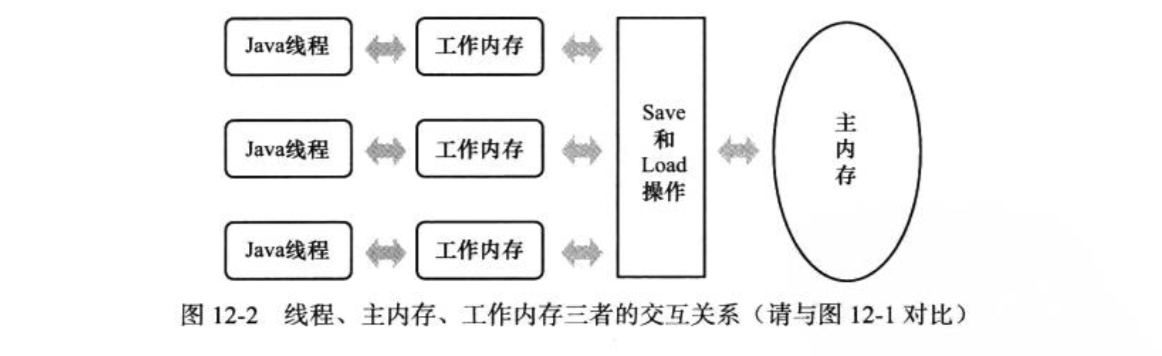 Java线程
工作内存
Java线程
工作内存
Java线程
工作内存
Save
和
Load
操作
主
内
存
图 12-2 线程、主内存、工作内存三者的交互关系（请与图 12-1 对比）